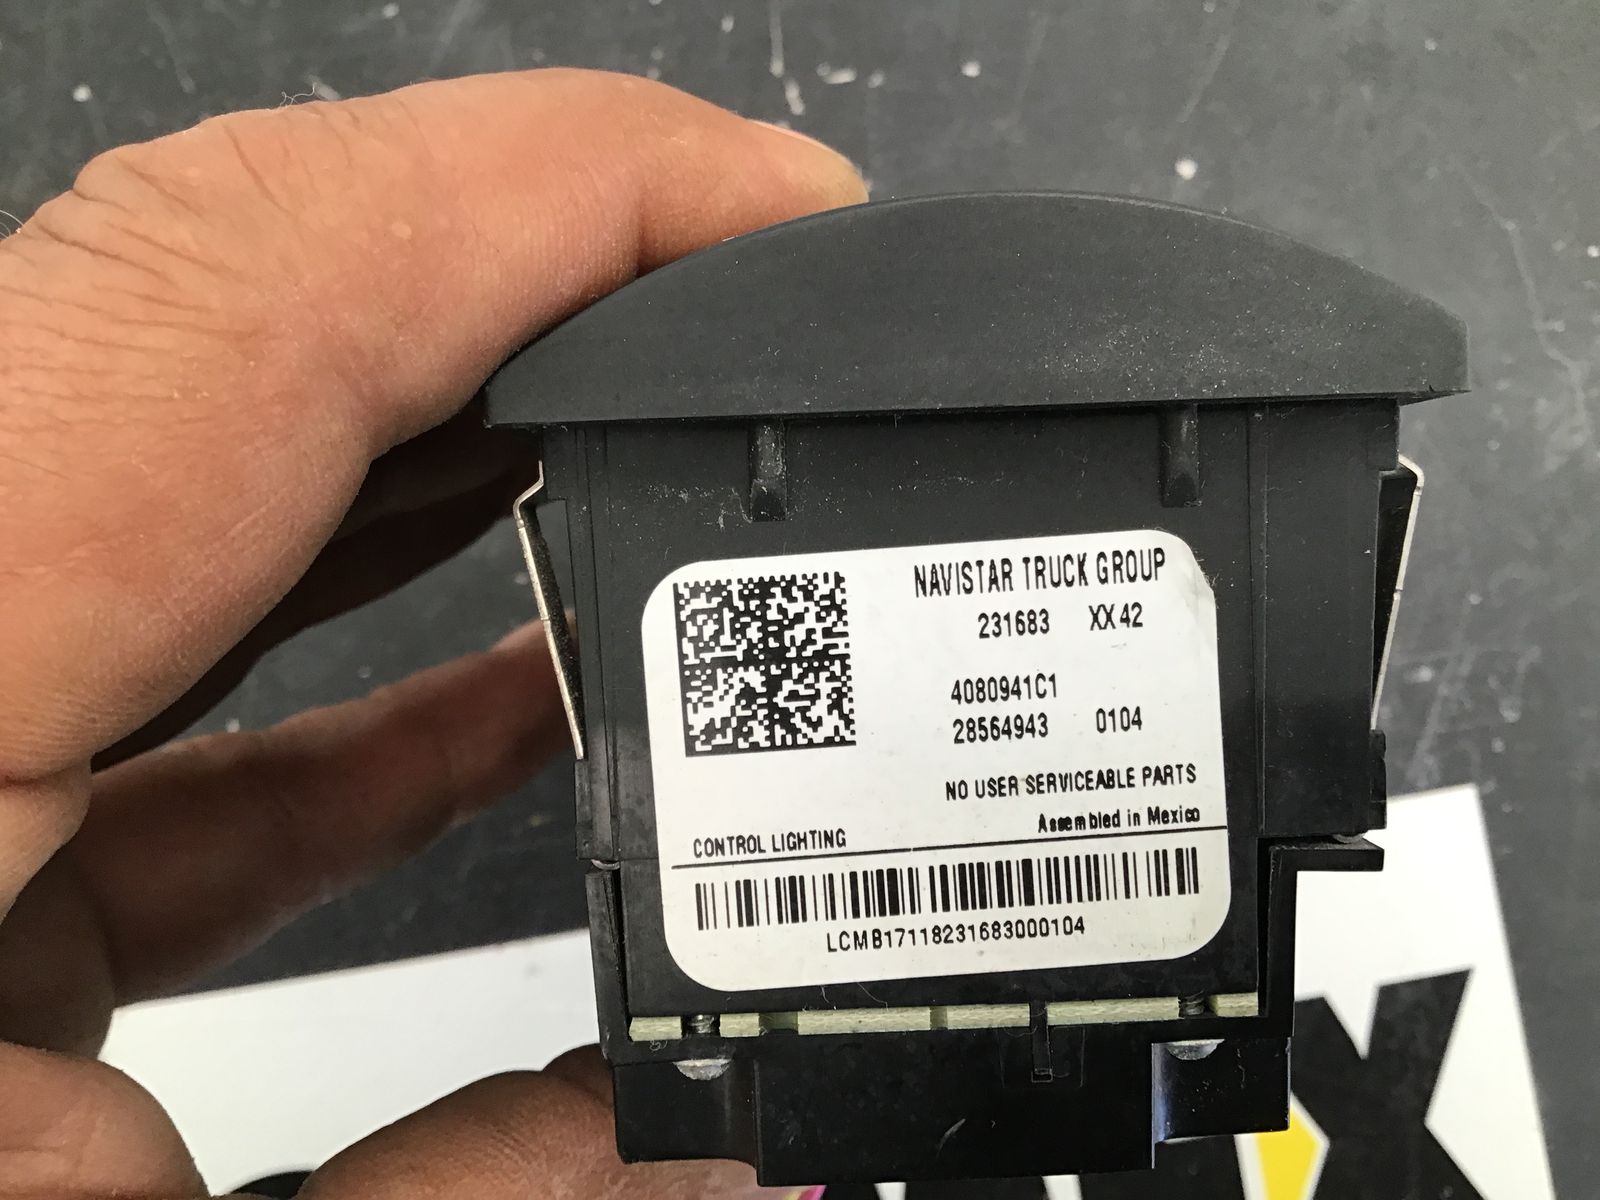 NAVISTAR TRUCK GROUP
231683 XX42
4080941C1
28564943 0104
NO USER SERVICEABLE PARTS
Assembled in Mexico
CONTROL LIGHTING
LCMB17118231683000104